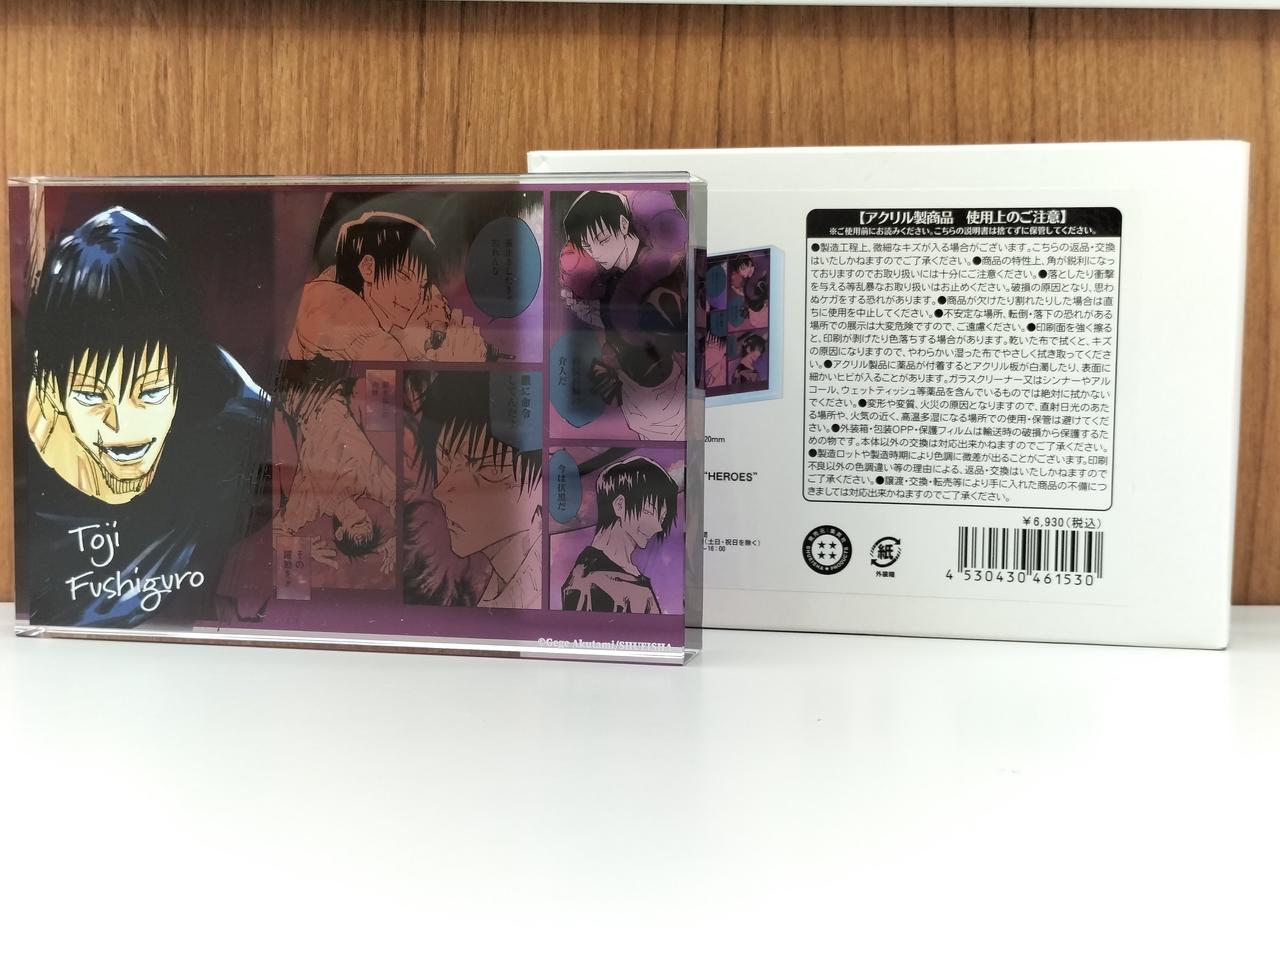 Toji
Fushiguro
今は伏黒だ
介入だ
その
©Gege Akutami/SHUEISHA
【アクリル製商品 使用上のご注意】
※ご使用前にお読みください。こちらの説明書は捨てずに保管してください。
●製造工程上、微細なキズが入る場合がございます。こちらの返品・交換
はいたしかねますのでご了承ください。●商品の特性上、角が鋭利になっ
ておりますのでお取り扱いには十分にご注意ください。●落としたり衝撃
を与える等乱暴なお取り扱いはお止めください。破損の原因となり、思わ
ぬケガをする恐れがあります。●商品が欠けたり割れたりした場合は直
ちに使用を中止してください。●不安定な場所、転倒・落下の恐れがある
場所での展示は大変危険ですので、ご遠慮ください。●印刷面を強く擦る
と、印刷が剥げたり色落ちする場合があります。乾いた布で拭くと、キズ
の原因になりますので、やわらかい湿った布でやさしく拭き取ってくださ
い。●アクリル製品に薬品が付着するとアクリル板が白濁したり、表面に
細かいヒビが入ることがあります。ガラスクリーナー又はシンナーやアル
コール、ウェットティッシュ等薬品を含んでいるものでは絶対に拭かない
でください。●変形や変質、火災の原因となりますので、直射日光のあた
る場所や、火気の近く、高温多湿になる場所での使用・保管は避けてくだ
さい。●外装箱・包装OPP・保護フィルムは輸送時の破損から保護するた
めの物です。本体以外の交換は対応出来かねますのでご了承ください。
●製造ロットや製造時期により色調に微差が出ることがございます。印刷
不良以外の色調違い等の理由による、返品・交換はいたしかねますので
ご了承ください。●譲渡・交換・転売等により手に入れた商品の不備につ
きましては対応出来かねますのでご了承ください。
20mm
"HEROES"
(土日・祝日を除く)
~16:00
¥6,930(税込)
SHUEISHA PRODUCTS
紙
外装箱
4 530430 461530